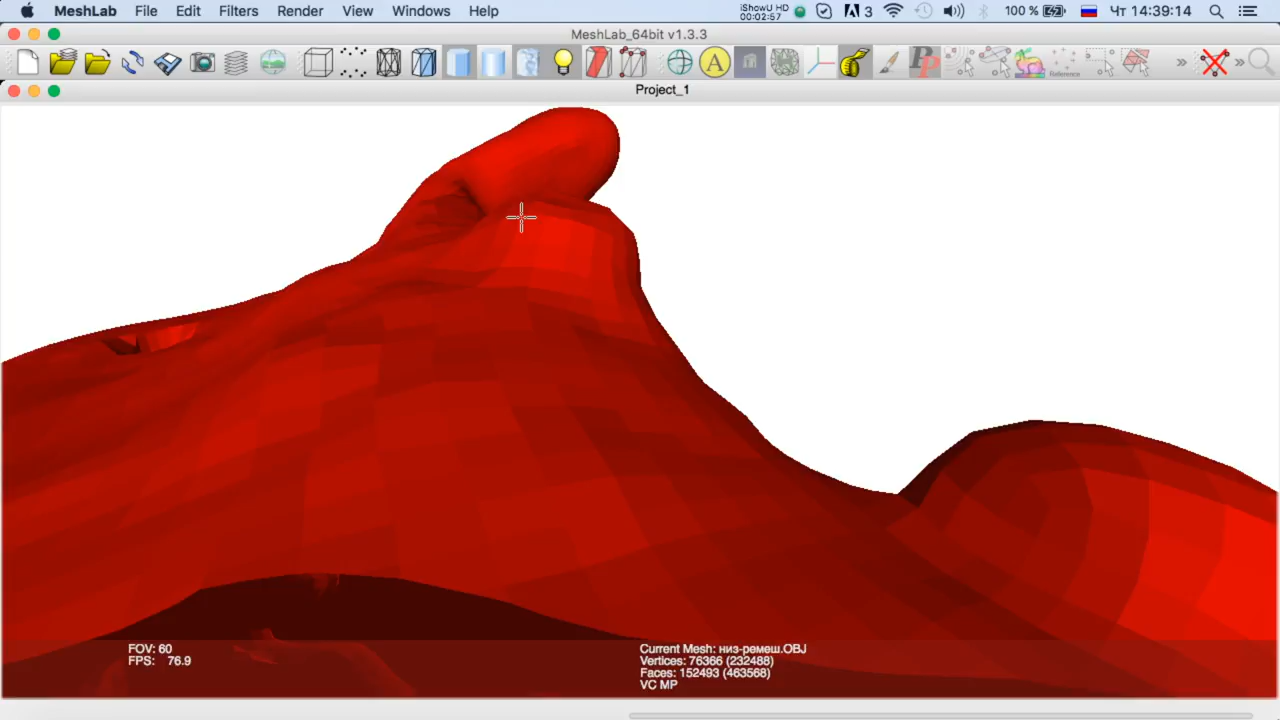 MeshLab File Edit Filters Render View Windows Help
iShowU HD
00:02:57
3
100 %
Чт 14:39:14
MeshLab_64bit v1.3.3
A
Reference
Project_1
FOV: 60
FPS: 76.9
Current Mesh: низ-ремеш.OBJ
Vertices: 76366 (232488)
Faces: 152493 (463568)
VC MP